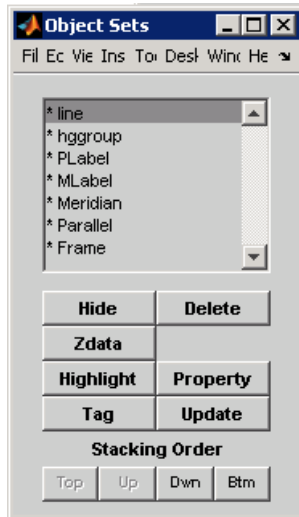 Object Sets
Fil Ec Vie Ins To Desk Winc He
* line
* hggroup
* PLabel
* MLabel
* Meridian
* Parallel
* Frame
Hide Delete
Zdata
Highlight Property
Tag Update
Stacking Order
Top Up Dwn Btm